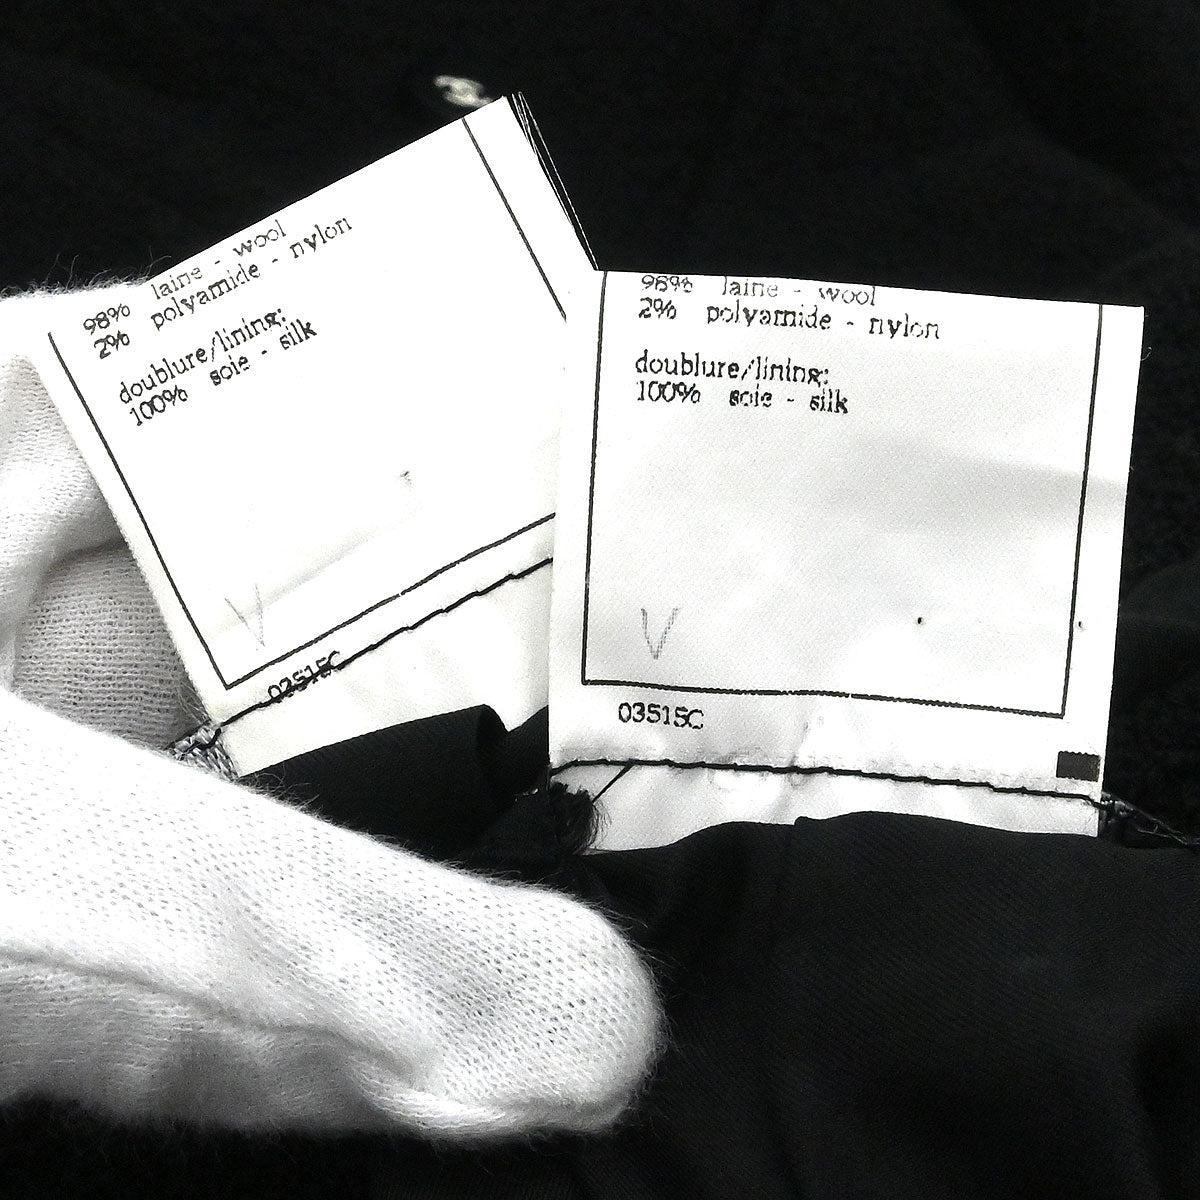 98% laine - wool
2% polyamide - nylon
doublure/lining:
100% soie - silk
V
03515C
98% laine - wool
2% polyamide - nylon
doublure/lining:
100% soie - silk
V
03515C